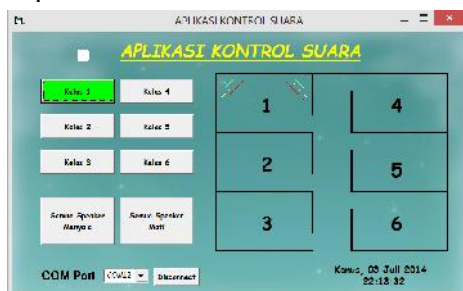 APLIKASI KONTROL SUARA
APLIKASI KONTROL SUARA
Kelas 1
Kelas 4
Kelas 2
Kelas 5
Kelas 3
Kelas 6
Semua Speaker
Menyala
Semua Speaker
Mati
1
4
2
5
3
6
COM Port
COM12
Disconnect
Kamis, 03 Juli 2014
22:13:32